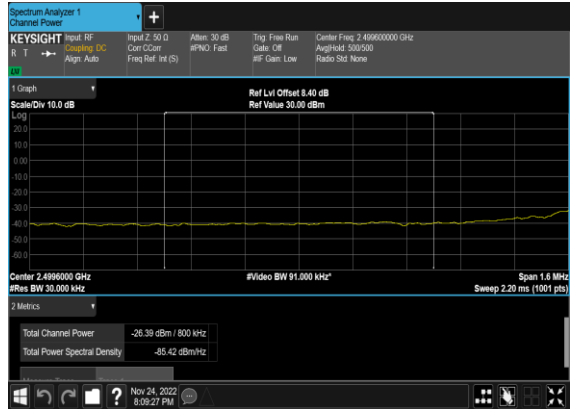 Spectrum Analyzer 1
Channel Power
+
KEYSIGHT
R T
LXI
Input: RF
Coupling: DC
Align: Auto
Input Z: 50 Ω
Corr CCorr
Freq Ref: Int (S)
Atten: 30 dB
#PNO: Fast
Trig: Free Run
Gate: Off
#IF Gain: Low
Center Freq: 2.499600000 GHz
Avg|Hold: 500/500
Radio Std: None
1 Graph
Scale/Div 10.0 dB
Ref Lvl Offset 8.40 dB
Ref Value 30.00 dBm
Log
20.0
10.0
0.00
-10.0
-20.0
-30.0
-40.0
-50.0
-60.0
Center 2.4996000 GHz
#Res BW 30.000 kHz
#Video BW 91.000 kHz*
Span 1.6 MHz
Sweep 2.20 ms (1001 pts)
2 Metrics
Total Channel Power -26.39 dBm / 800 kHz
Total Power Spectral Density -85.42 dBm/Hz
?
Nov 24, 2022
8:09:27 PM